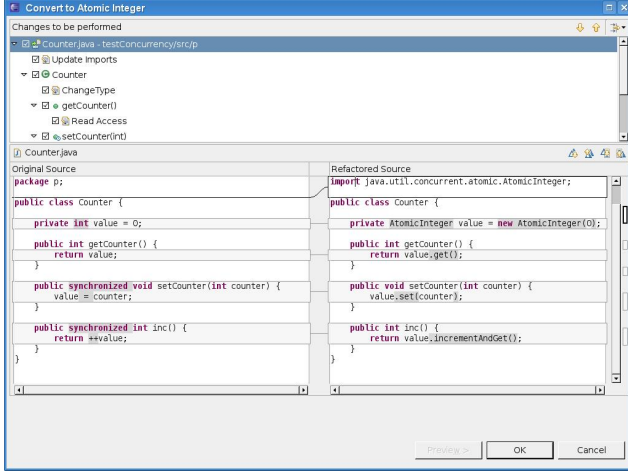 Convert to Atomic Integer
Changes to be performed
Counter.java - testConcurrency/src/p
Update Imports
Counter
ChangeType
getCounter()
Read Access
setCounter(int)
Counter.java
Original Source
package p;
public class Counter {
private int value = 0;
public int getCounter() {
return value;
}
public synchronized void setCounter(int counter) {
value = counter;
}
public synchronized int inc() {
return ++value;
}
}
Refactored Source
import java.util.concurrent.atomic.AtomicInteger;
public class Counter {
private AtomicInteger value = new AtomicInteger(0);
public int getCounter() {
return value.get();
}
public void setCounter(int counter) {
value.set(counter);
}
public int inc() {
return value.incrementAndGet();
}
}
Preview >
OK
Cancel